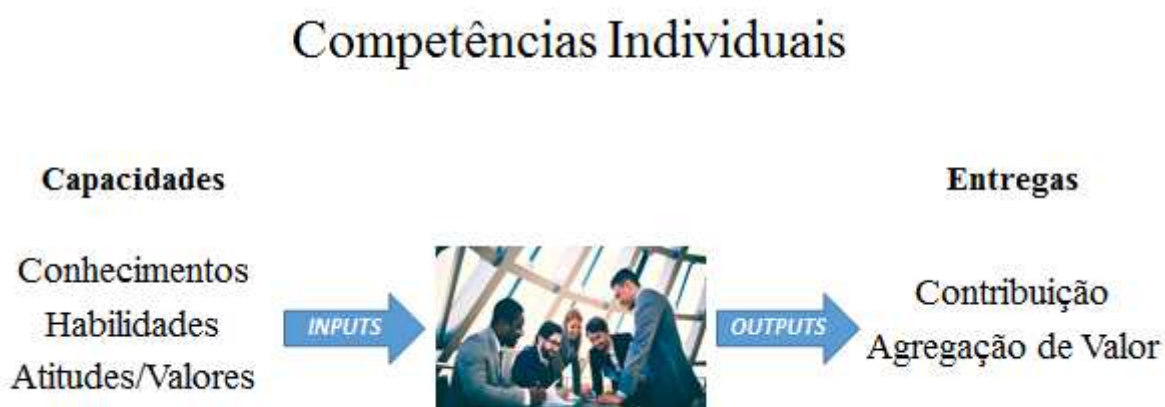 Competências Individuais
Capacidades
Entregas
Conhecimentos
Habilidades
Atitudes/Valores
INPUTS
OUTPUTS
Contribuição
Agregação de Valor